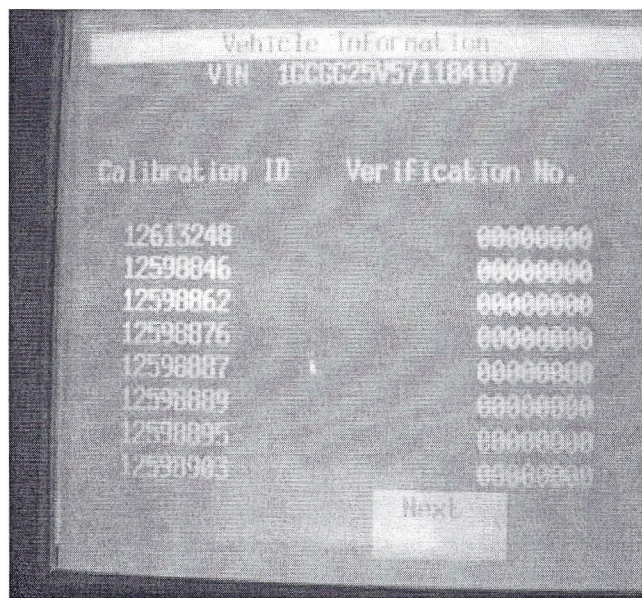 Vehicle Information
VIN 1GCGG25V571184107
Calibration ID Verification No.
12613248 00000000
12598846 00000000
12598862 00000000
12598876 00000000
12598887 00000000
12598889 00000000
12598895 00000000
12598903 00000000
Next